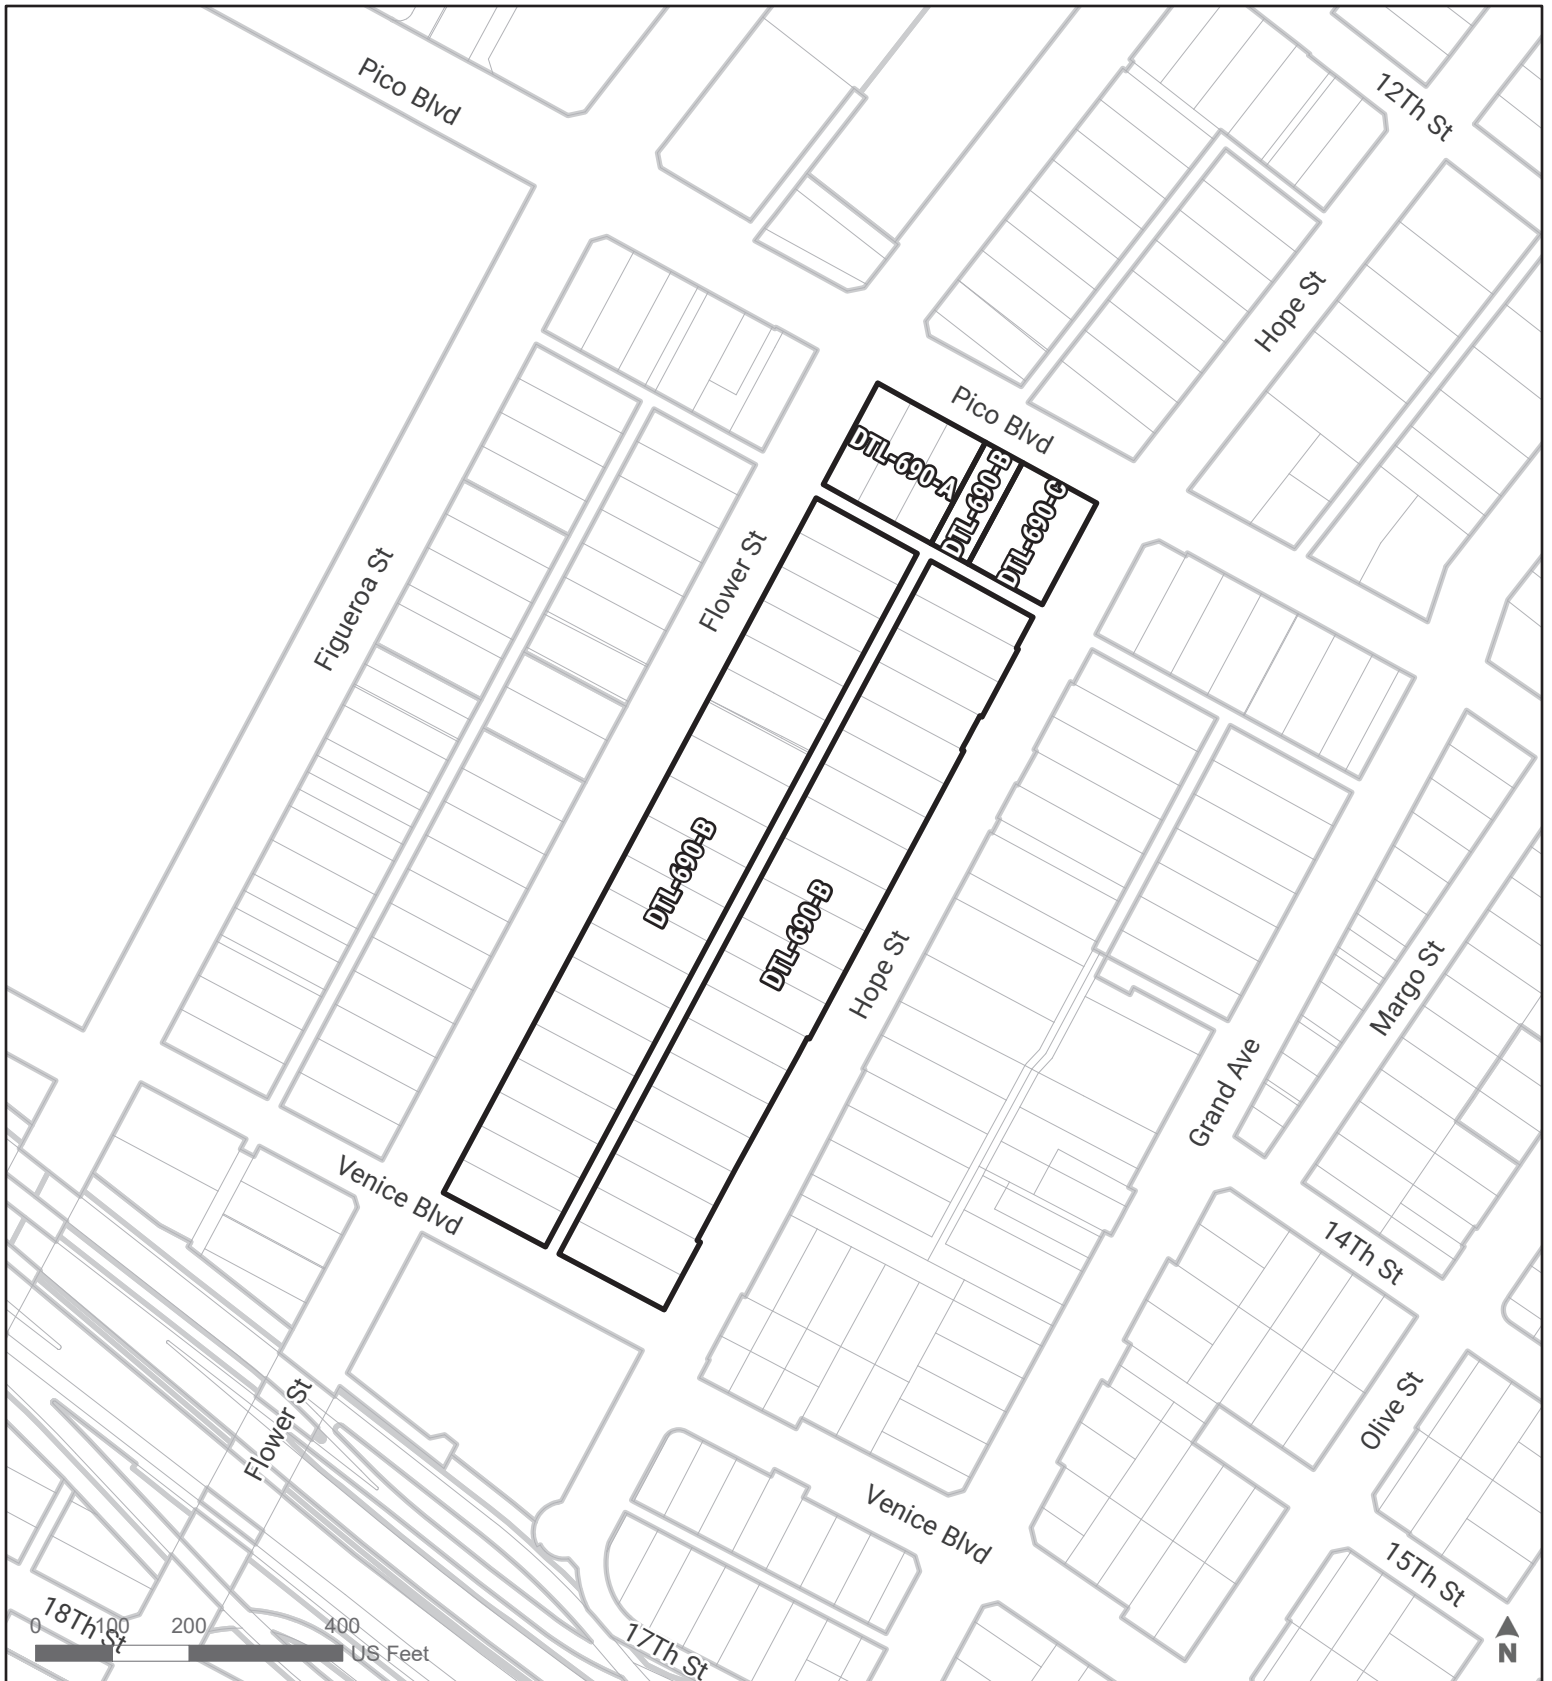 Pico Blvd
12Th St
Hope St
Pico Blvd
DTL-690-A
DTL-690-B
DTL-690-C
Flower St
Figueroa St
DTL-690-B
DTL-690-B
Hope St
Margo St
Grand Ave
Venice Blvd
14Th St
Olive St
Flower St
Venice Blvd
15Th St
18Th St
17Th St
0 100 200 400
US Feet
N